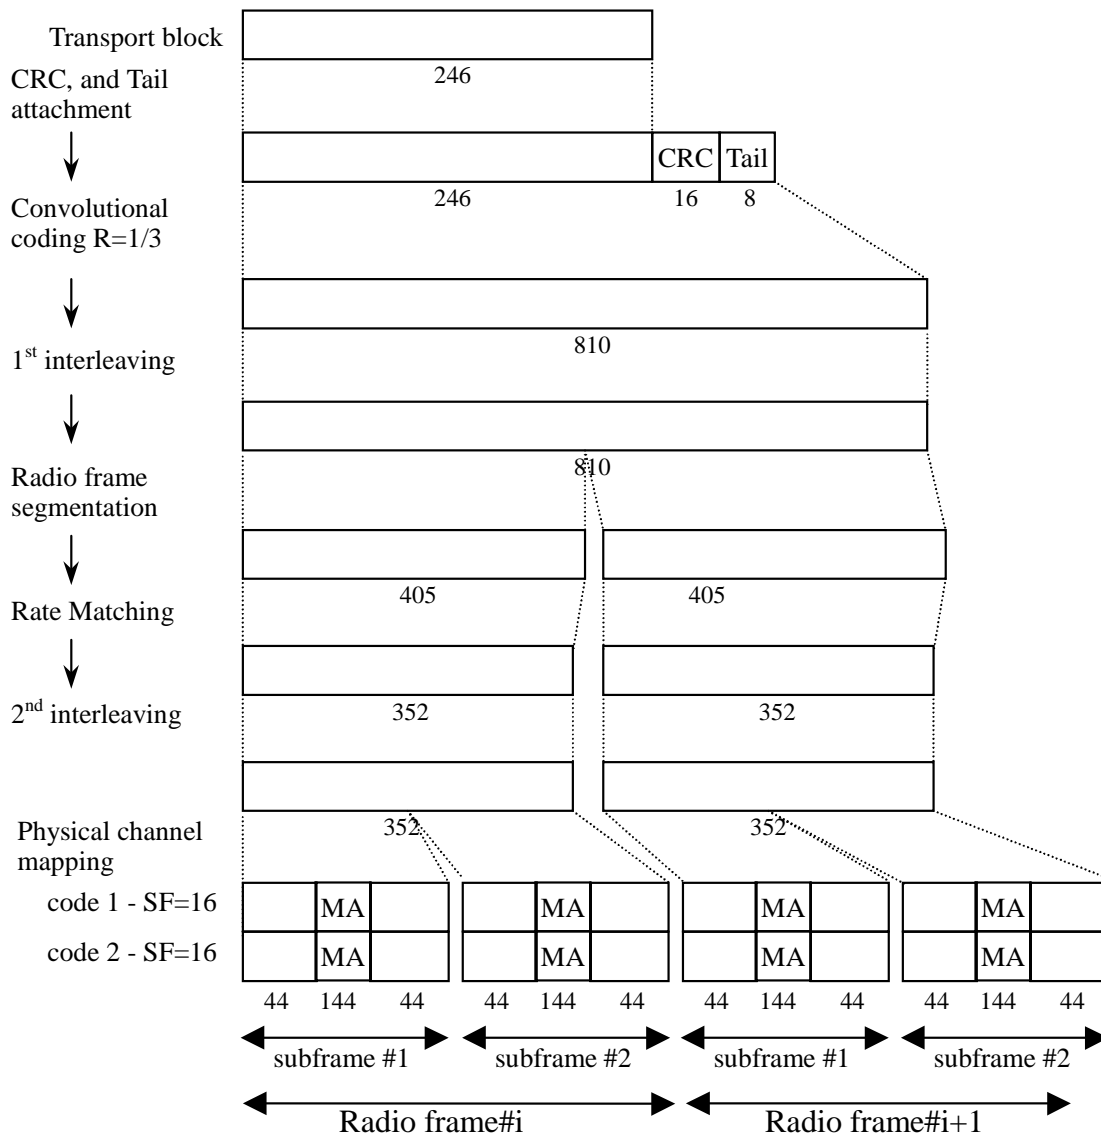 Transport block
246
CRC, and Tail
attachment
CRC Tail
246 16 8
Convolutional
coding R=1/3
810
1st interleaving
810
Radio frame
segmentation
405 405
Rate Matching
352 352
2nd interleaving
352 352
Physical channel
mapping
code 1 - SF=16 MA MA MA MA
code 2 - SF=16 MA MA MA MA
44 144 44 44 144 44 44 144 44 44 144 44
subframe #1 subframe #2 subframe #1 subframe #2
Radio frame#i Radio frame#i+1